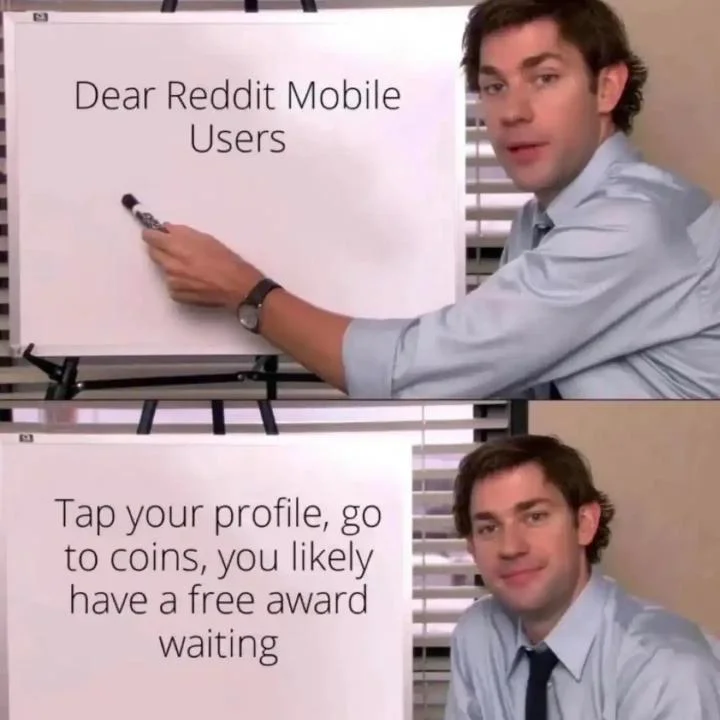 Dear Reddit Mobile
Users
Tap your profile, go
to coins, you likely
have a free award
waiting